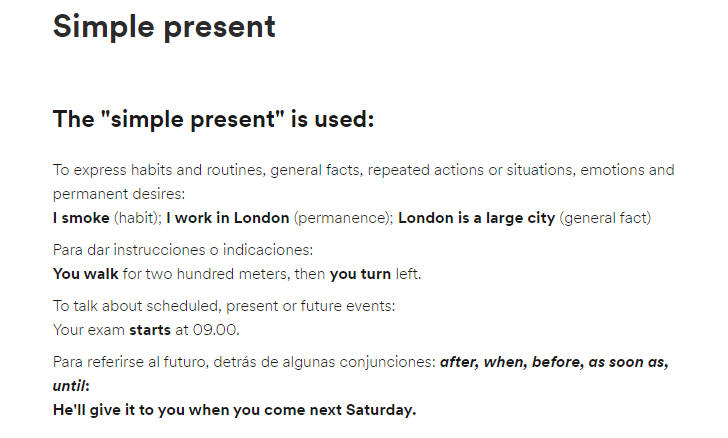 Simple present
The "simple present" is used:
To express habits and routines, general facts, repeated actions or situations, emotions and
permanent desires:
I smoke (habit); I work in London (permanence); London is a large city (general fact)
Para dar instrucciones o indicaciones:
You walk for two hundred meters, then you turn left.
To talk about scheduled, present or future events:
Your exam starts at 09.00.
Para referirse al futuro, detrás de algunas conjunciones: after, when, before, as soon as,
until:
He'll give it to you when you come next Saturday.